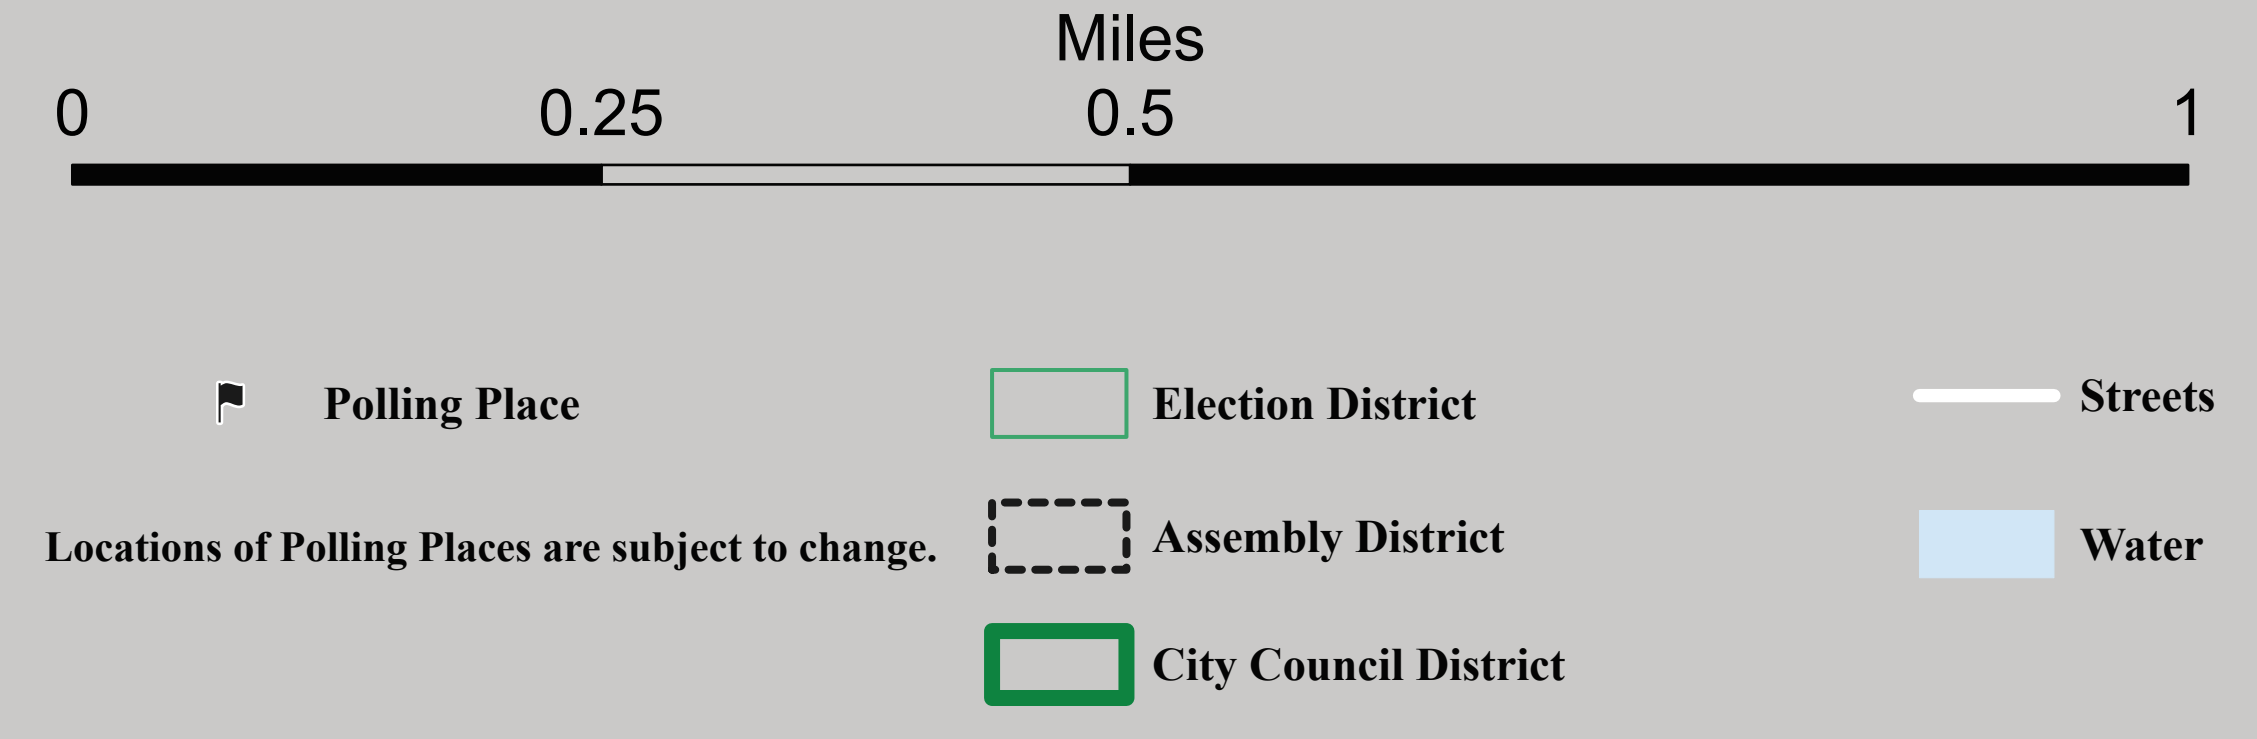 Miles
0 0.25 0.5 1
Polling Place
Election District
Streets
Locations of Polling Places are subject to change.
Assembly District
Water
City Council District